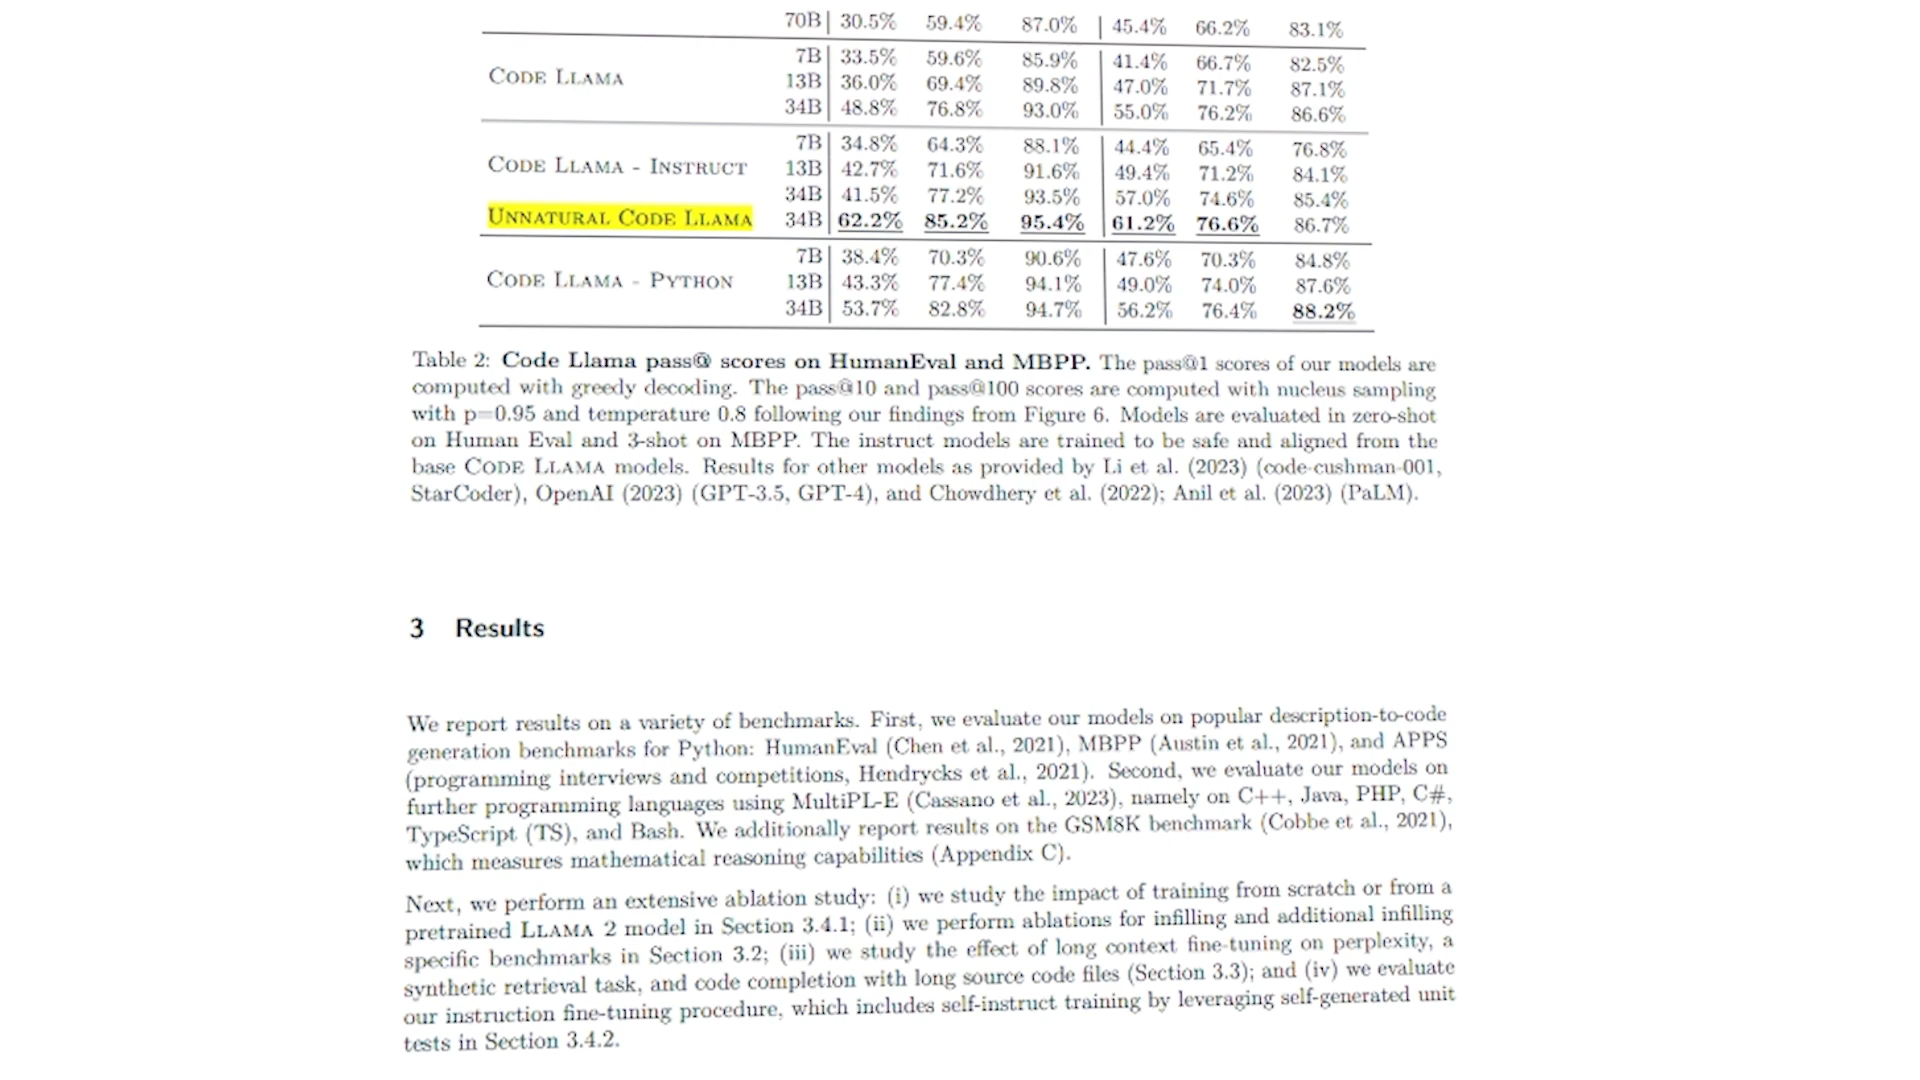 70B 30.5% 59.4% 87.0% 45.4% 66.2% 83.1%
7B 33.5% 59.6% 85.9% 41.4% 66.7% 82.5%
CODE LLAMA 13B 36.0% 69.4% 89.8% 47.0% 71.7% 87.1%
34B 48.8% 76.8% 93.0% 55.0% 76.2% 86.6%
7B 34.8% 64.3% 88.1% 44.4% 65.4% 76.8%
CODE LLAMA - INSTRUCT 13B 42.7% 71.6% 91.6% 49.4% 71.2% 84.1%
34B 41.5% 77.2% 93.5% 57.0% 74.6% 85.4%
UNNATURAL CODE LLAMA 34B 62.2% 85.2% 95.4% 61.2% 76.6% 86.7%
7B 38.4% 70.3% 90.6% 47.6% 70.3% 84.8%
CODE LLAMA - PYTHON 13B 43.3% 77.4% 94.1% 49.0% 74.0% 87.6%
34B 53.7% 82.8% 94.7% 56.2% 76.4% 88.2%
Table 2: Code Llama pass@ scores on HumanEval and MBPP. The pass@1 scores of our models are
computed with greedy decoding. The pass@10 and pass@100 scores are computed with nucleus sampling
with p=0.95 and temperature 0.8 following our findings from Figure 6. Models are evaluated in zero-shot
on Human Eval and 3-shot on MBPP. The instruct models are trained to be safe and aligned from the
base CODE LLAMA models. Results for other models as provided by Li et al. (2023) (code-cushman-001,
StarCoder), OpenAI (2023) (GPT-3.5, GPT-4), and Chowdhery et al. (2022); Anil et al. (2023) (PaLM).
3 Results
We report results on a variety of benchmarks. First, we evaluate our models on popular description-to-code
generation benchmarks for Python: HumanEval (Chen et al., 2021), MBPP (Austin et al., 2021), and APPS
(programming interviews and competitions, Hendrycks et al., 2021). Second, we evaluate our models on
further programming languages using MultiPL-E (Cassano et al., 2023), namely on C++, Java, PHP, C#,
TypeScript (TS), and Bash. We additionally report results on the GSM8K benchmark (Cobbe et al., 2021),
which measures mathematical reasoning capabilities (Appendix C).
Next, we perform an extensive ablation study: (i) we study the impact of training from scratch or from a
pretrained LLAMA 2 model in Section 3.4.1; (ii) we perform ablations for infilling and additional infilling
specific benchmarks in Section 3.2; (iii) we study the effect of long context fine-tuning on perplexity, a
synthetic retrieval task, and code completion with long source code files (Section 3.3); and (iv) we evaluate
our instruction fine-tuning procedure, which includes self-instruct training by leveraging self-generated unit
tests in Section 3.4.2.